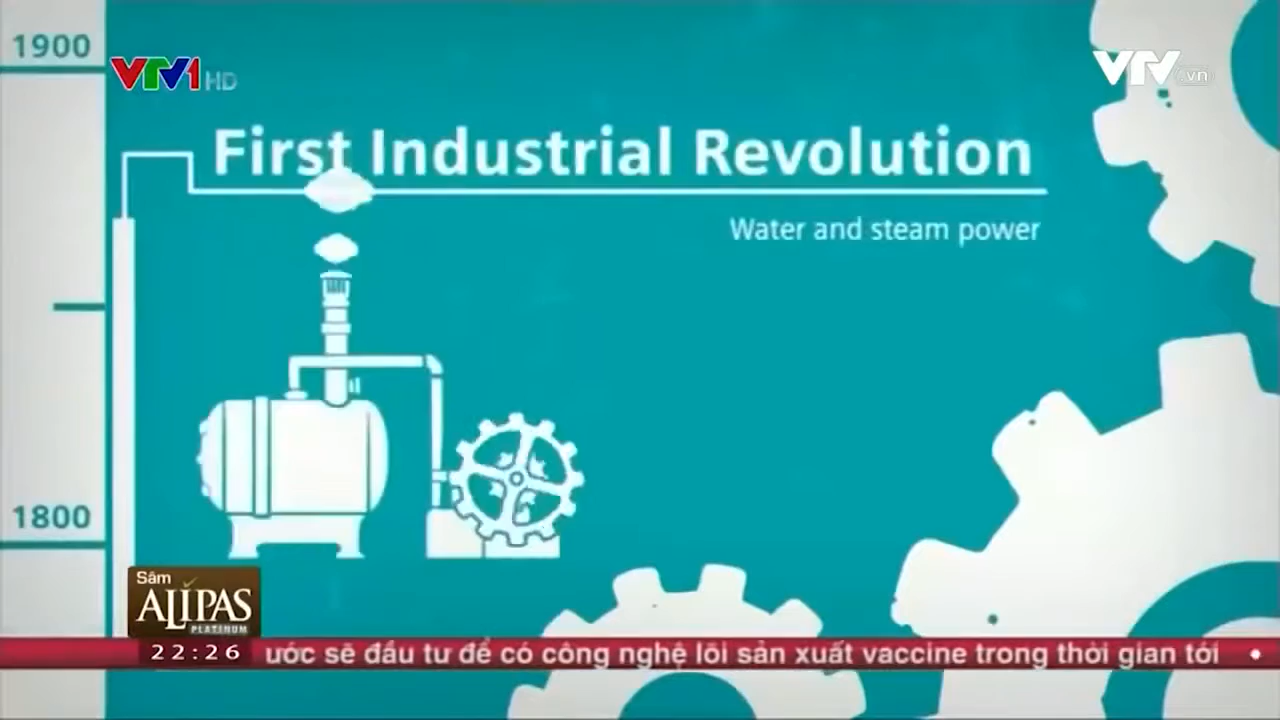 1900
VTV1 HD
VTV.vn
First Industrial Revolution
Water and steam power
1800
Sâm
ALIPAS
PLATINUM
22:26 ước sẽ đầu tư để có công nghệ lõi sản xuất vaccine trong thời gian tới